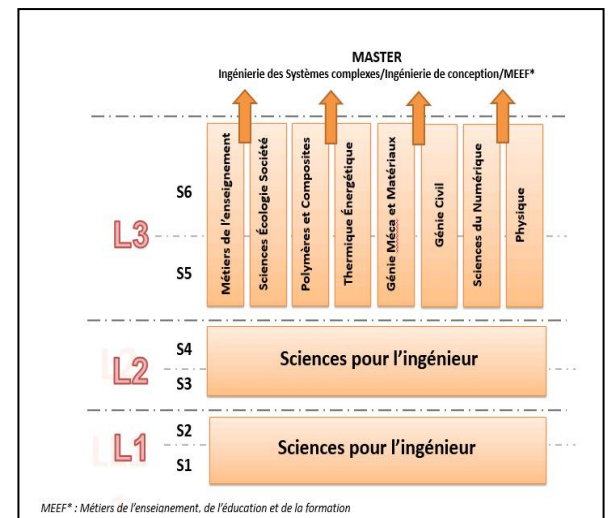 MASTER
Ingénierie des Systèmes complexes/Ingénierie de conception/MEEF*
Métiers de l'enseignement
Sciences Écologie Société
Polymères et Composites
Thermique Énergétique
Génie Méca et Matériaux
Génie Civil
Sciences du Numérique
Physique
S6
L3
S5
S4
L2
Sciences pour l'ingénieur
S3
S2
L1
Sciences pour l'ingénieur
S1
MEEF* : Métiers de l'enseignement, de l'éducation et de la formation